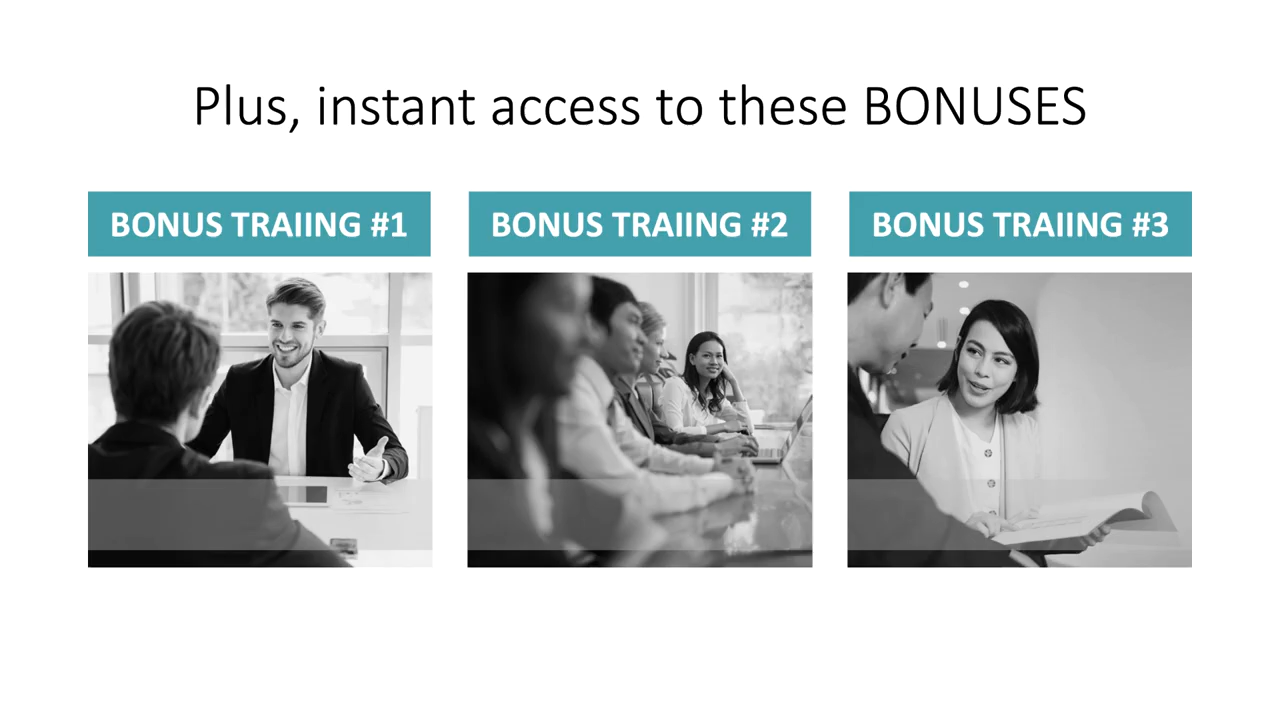 Plus, instant access to these BONUSES
BONUS TRAIING #1
BONUS TRAIING #2
BONUS TRAIING #3